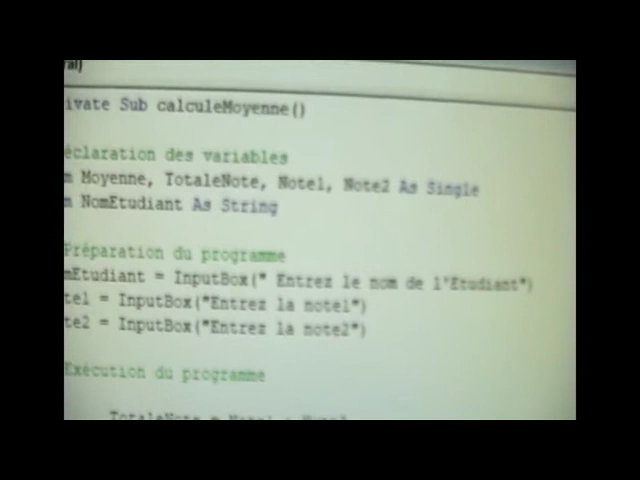 ral)
ivate Sub calculeMoyenne()
éclaration des variables
m Moyenne, TotaleNote, Note1, Note2 As Single
m NomEtudiant As String
Préparation du programme
mEtudiant = InputBox(" Entrez le nom de l'Etudiant")
te1 = InputBox("Entrez la note1")
te2 = InputBox("Entrez la note2")
Exécution du programme
TotaleNote =